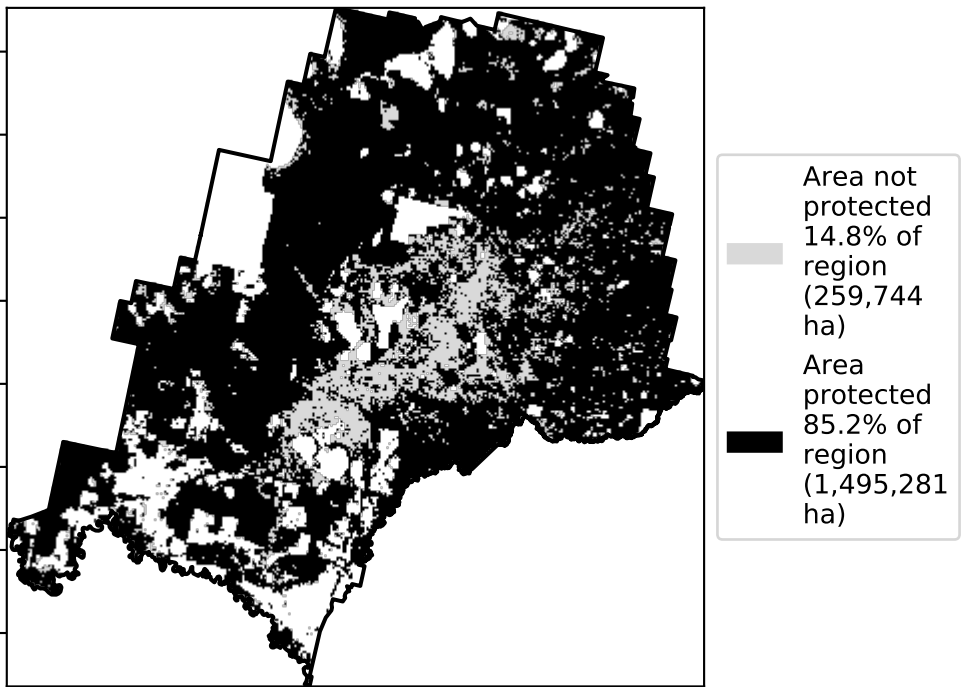 Area not
protected
14.8% of
region
(259,744
ha)
Area
protected
85.2% of
region
(1,495,281
ha)